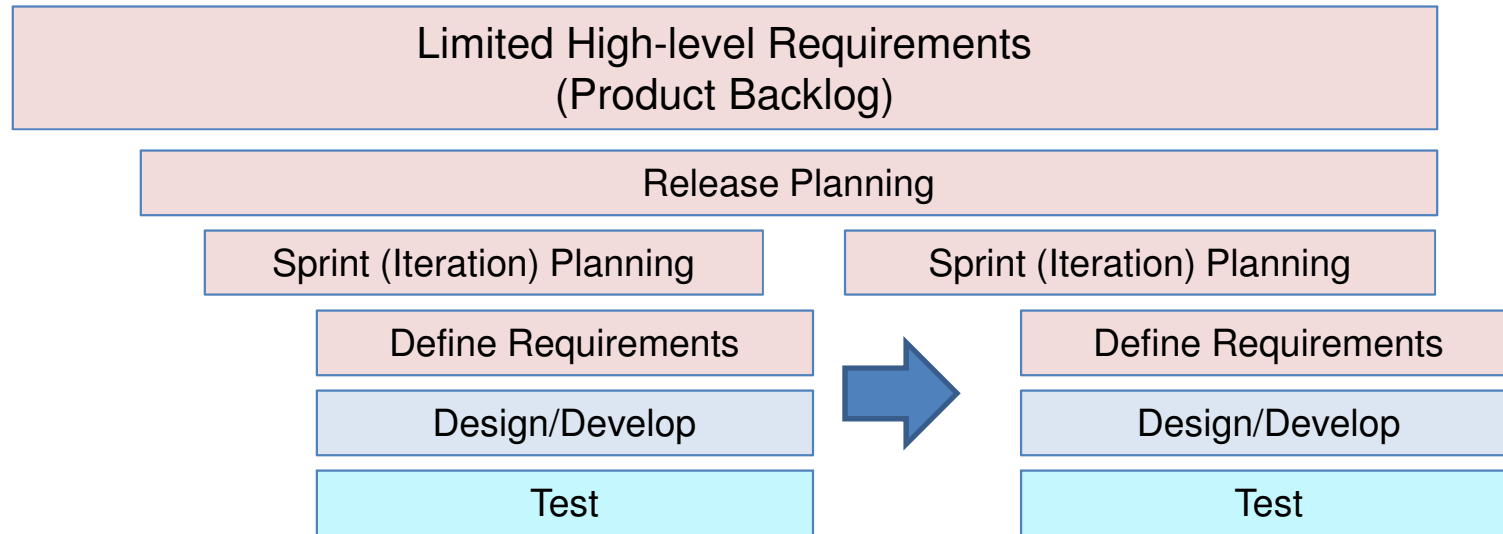 Limited High-level Requirements
(Product Backlog)
Release Planning
Sprint (Iteration) Planning
Sprint (Iteration) Planning
Define Requirements
Define Requirements
Design/Develop
Design/Develop
Test
Test